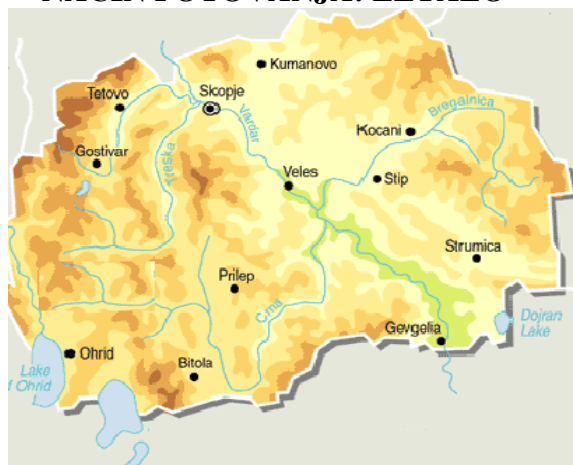 Kumanovo
Skopje
Tetovo
Vardar
Bregalnica
Kocani
Gostivar
Treska
Veles
Stip
Strumica
Prilep
Crna
Gevgelia
Dojran
Lake
Ohrid
Bitola
Lake
f Ohrid